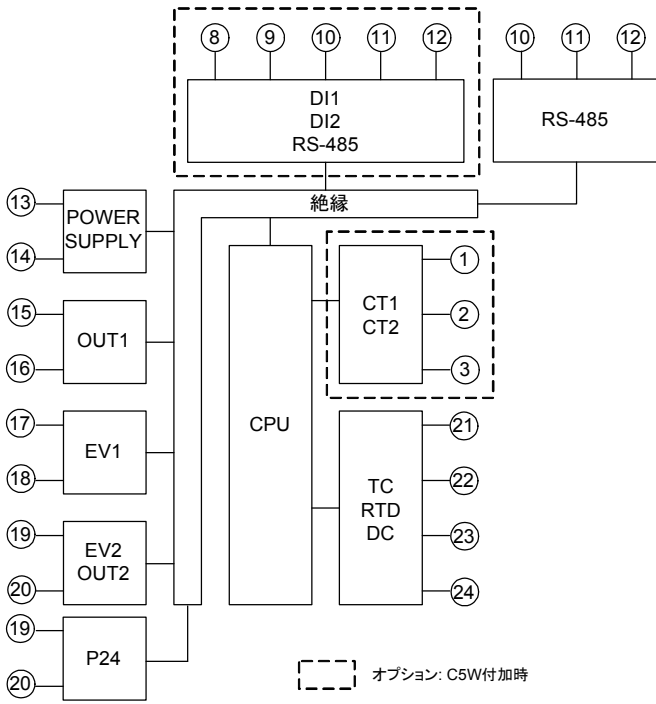 8 9 10 11 12
10 11 12
DI1
DI2
RS-485
RS-485
絶縁
13
14
POWER
SUPPLY
15
16
OUT1
17
18
EV1
19
20
EV2
OUT2
19
20
P24
CPU
CT1
CT2
1
2
3
TC
RTD
DC
21
22
23
24
オプション: C5W付加時